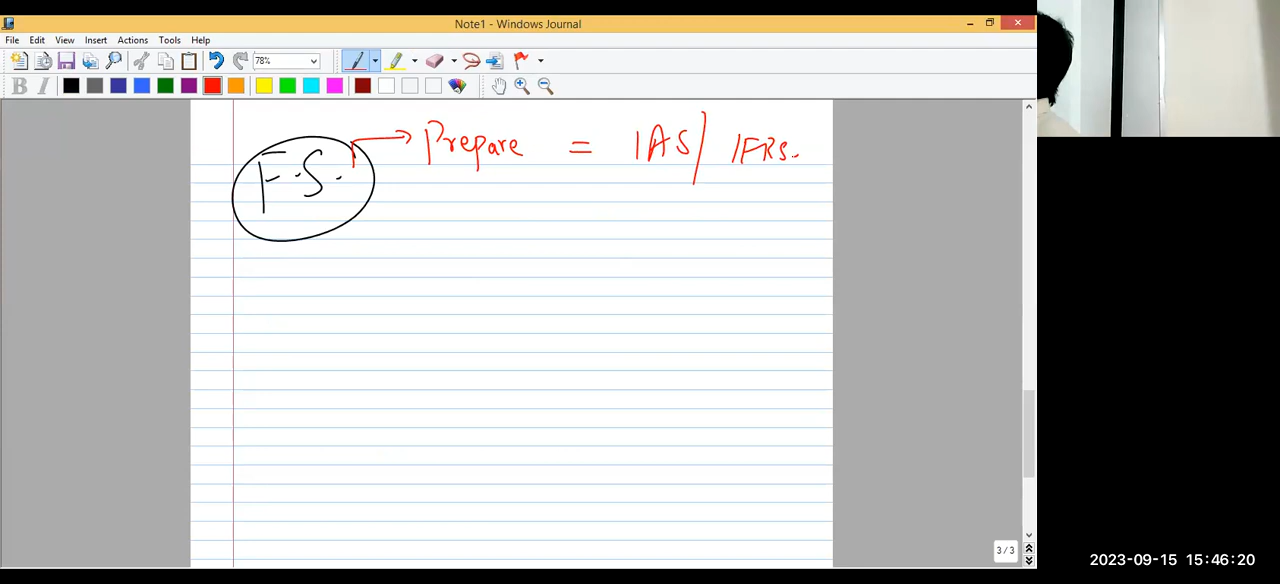 Note1 - Windows Journal
File Edit View Insert Actions Tools Help
78%
B I
F.S. → Prepare = IAS/ IFRS.
3 / 3
2023-09-15 15:46:20